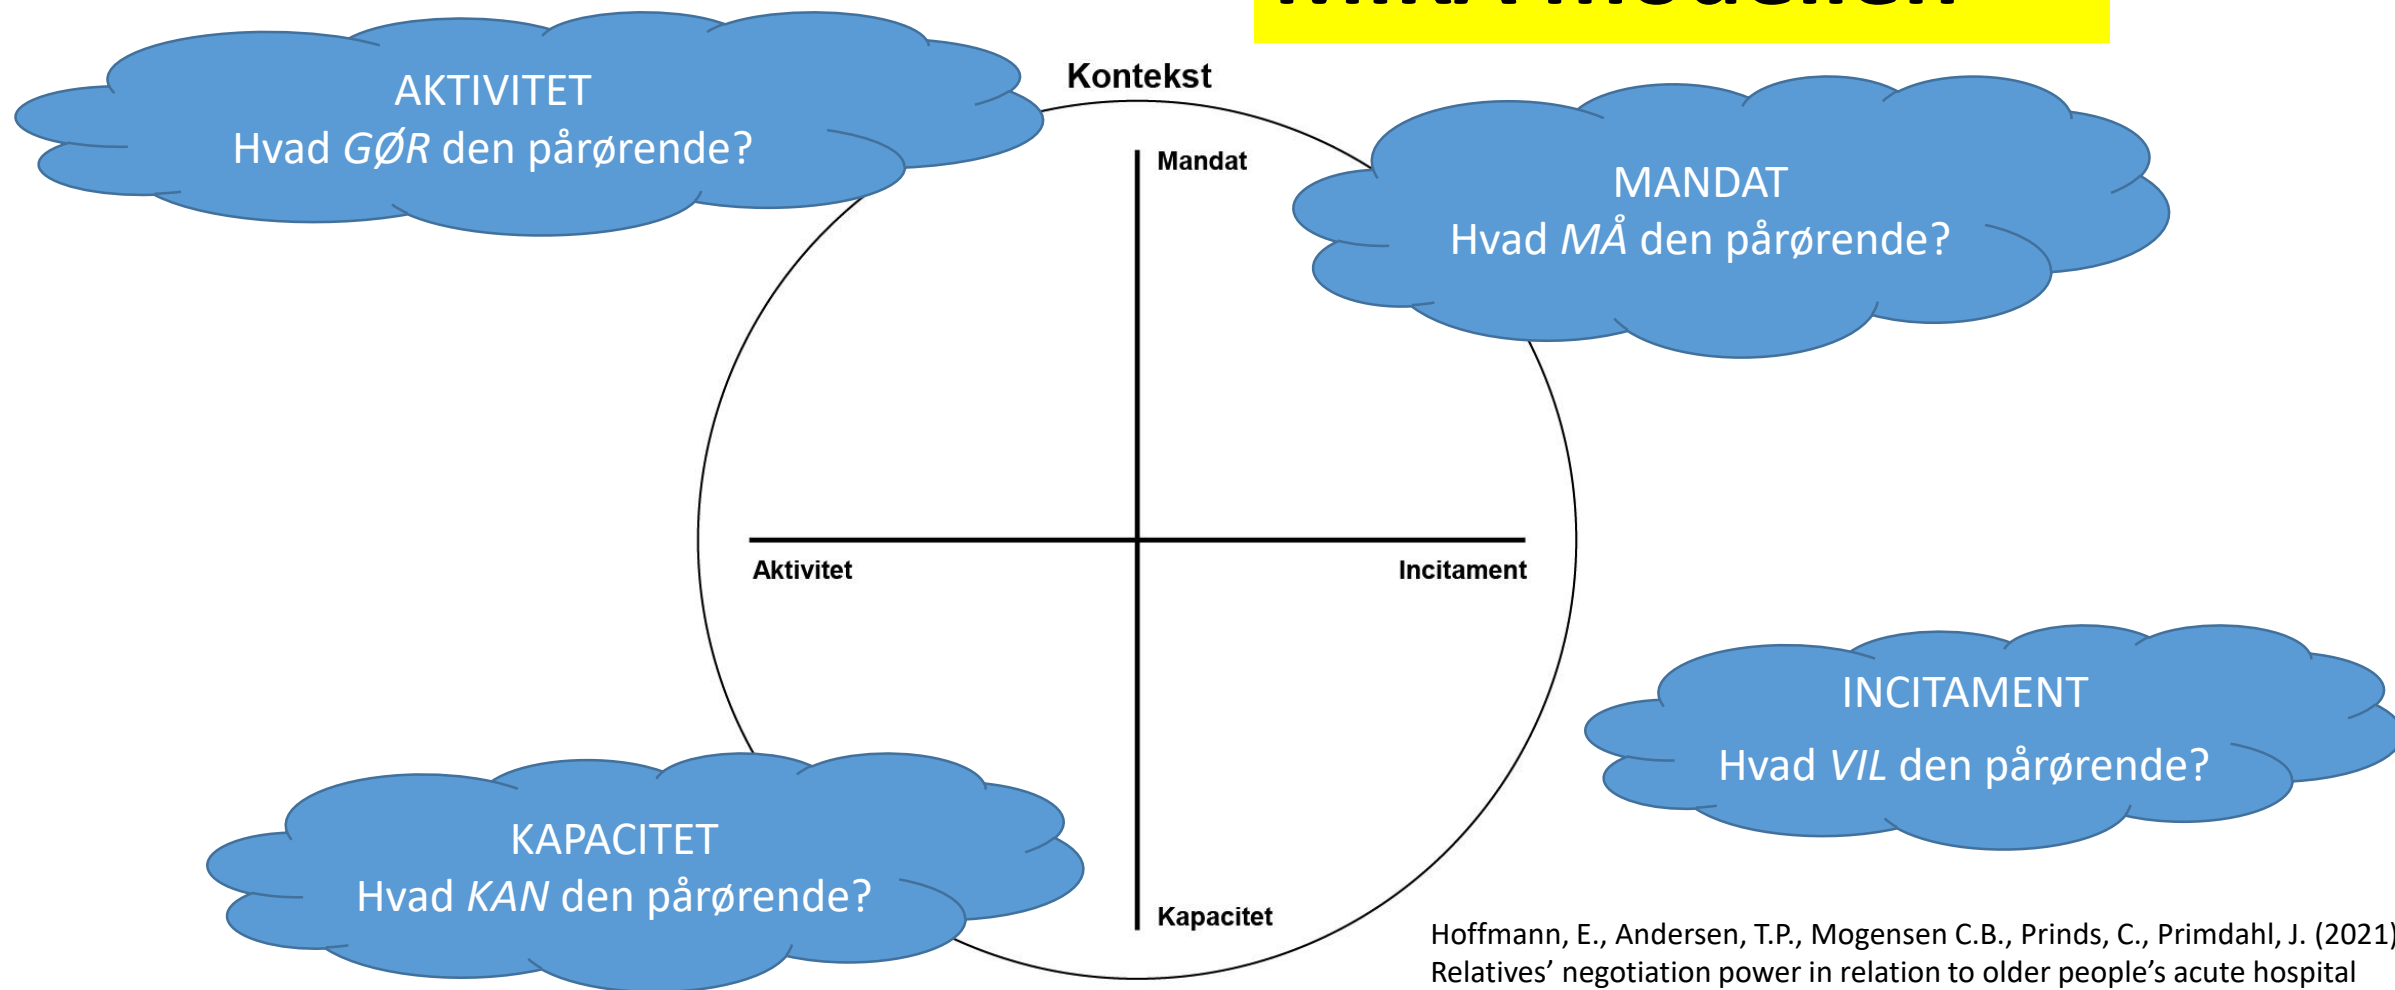 modellen
Kontekst
AKTIVITET
Hvad GØR den pårørende?
Mandat
MANDAT
Hvad MÅ den pårørende?
Aktivitet
Incitament
INCITAMENT
Hvad VIL den pårørende?
KAPACITET
Hvad KAN den pårørende?
Kapacitet
Hoffmann, E., Andersen, T.P., Mogensen C.B., Prinds, C., Primdahl, J. (2021)
Relatives’ negotiation power in relation to older people’s acute hospital